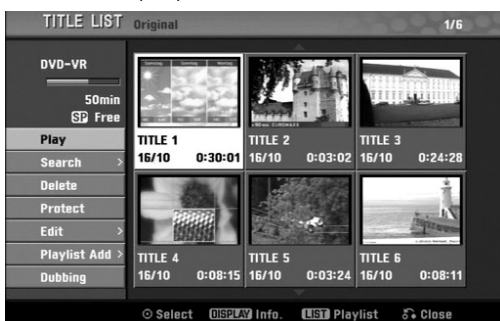 TITLE LIST Original 1/6
DVD-VR
50min
SP Free
Play
Search >
Delete
Protect
Edit >
Playlist Add >
Dubbing
TITLE 1
16/10 0:30:01
TITLE 2
16/10 0:03:02
TITLE 3
16/10 0:24:28
TITLE 4
16/10 0:08:15
TITLE 5
16/10 0:03:24
TITLE 6
16/10 0:08:11
Select DISPLAY Info. LIST Playlist Close